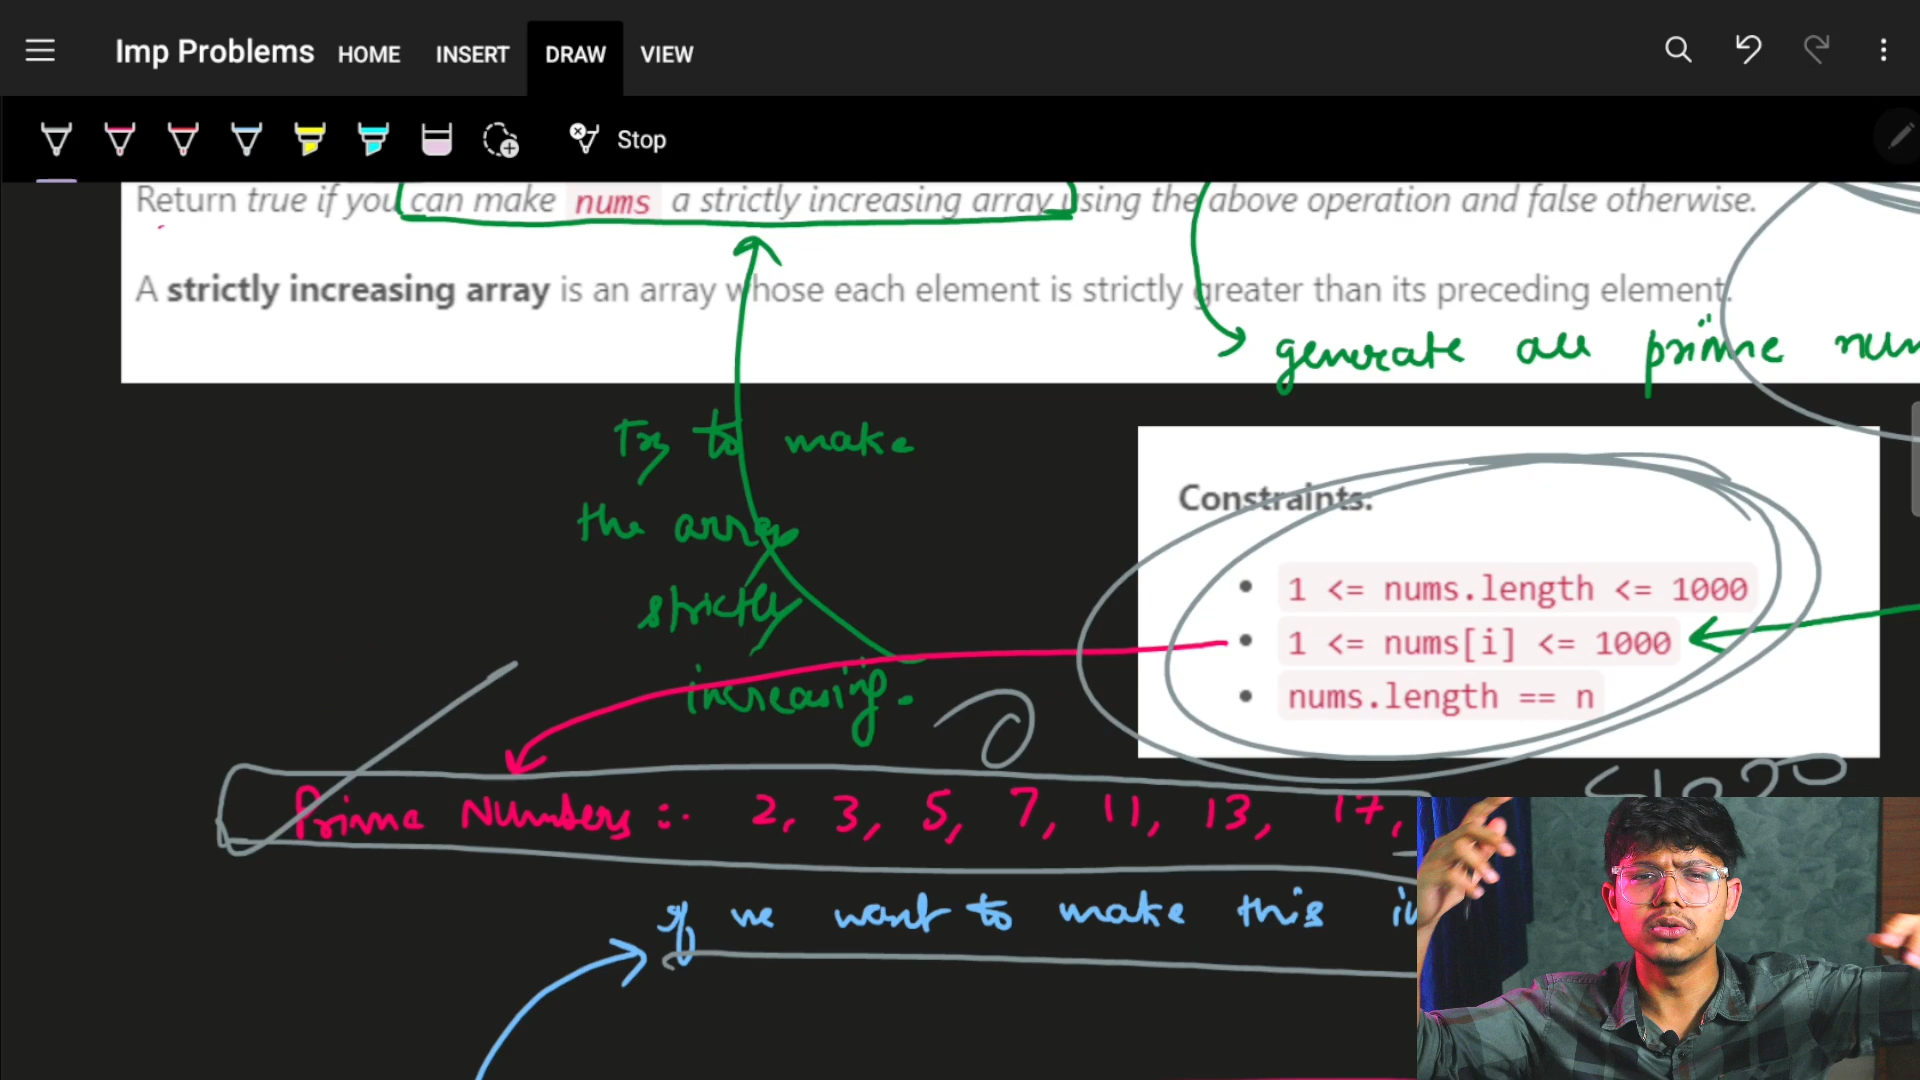 Imp Problems HOME INSERT DRAW VIEW
Stop
Return true if you can make nums a strictly increasing array using the above operation and false otherwise.
A strictly increasing array is an array whose each element is strictly greater than its preceding element.
generate all prime num
Try to make
the array
strictly
increasing.
Constraints:
1 <= nums.length <= 1000
1 <= nums[i] <= 1000
nums.length == n
Prime Numbers :- 2, 3, 5, 7, 11, 13, 17,
if we want to make this